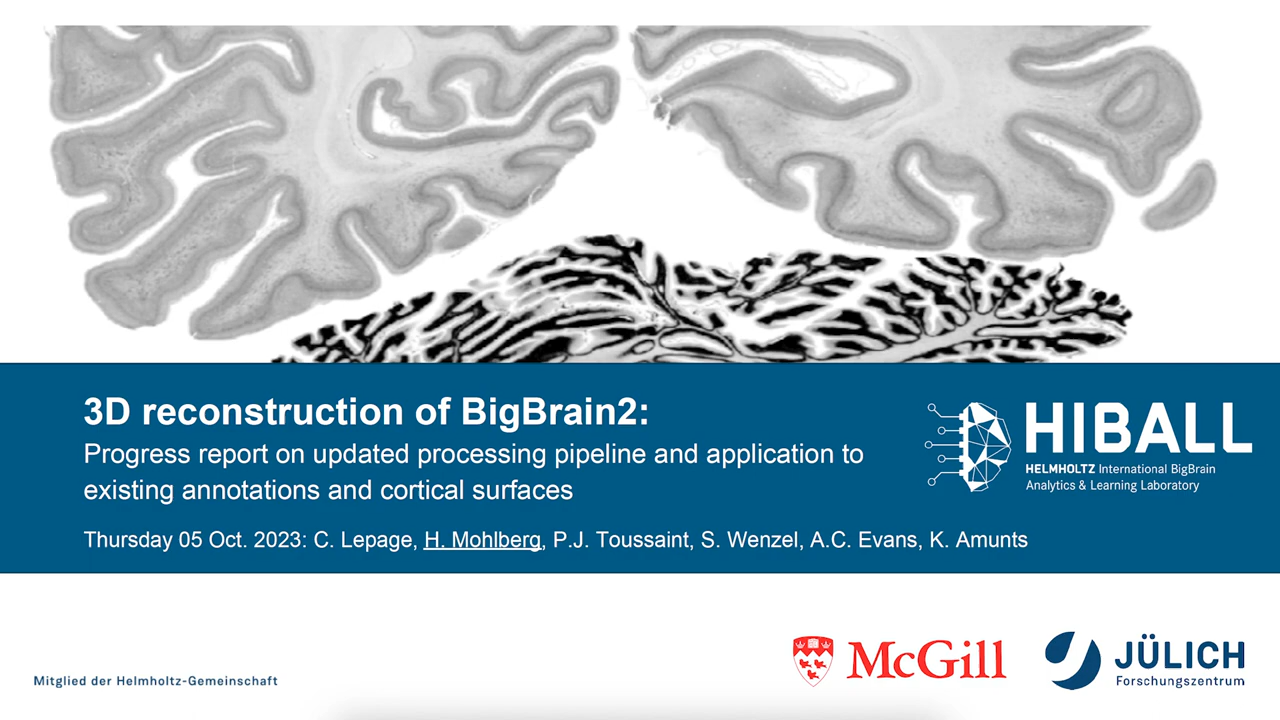 3D reconstruction of BigBrain2:
Progress report on updated processing pipeline and application to
existing annotations and cortical surfaces
Thursday 05 Oct. 2023: C. Lepage, H. Mohlberg, P.J. Toussaint, S. Wenzel, A.C. Evans, K. Amunts
HIBALL
HELMHOLTZ International BigBrain
Analytics & Learning Laboratory
McGill
JÜLICH
Forschungszentrum
Mitglied der Helmholtz-Gemeinschaft